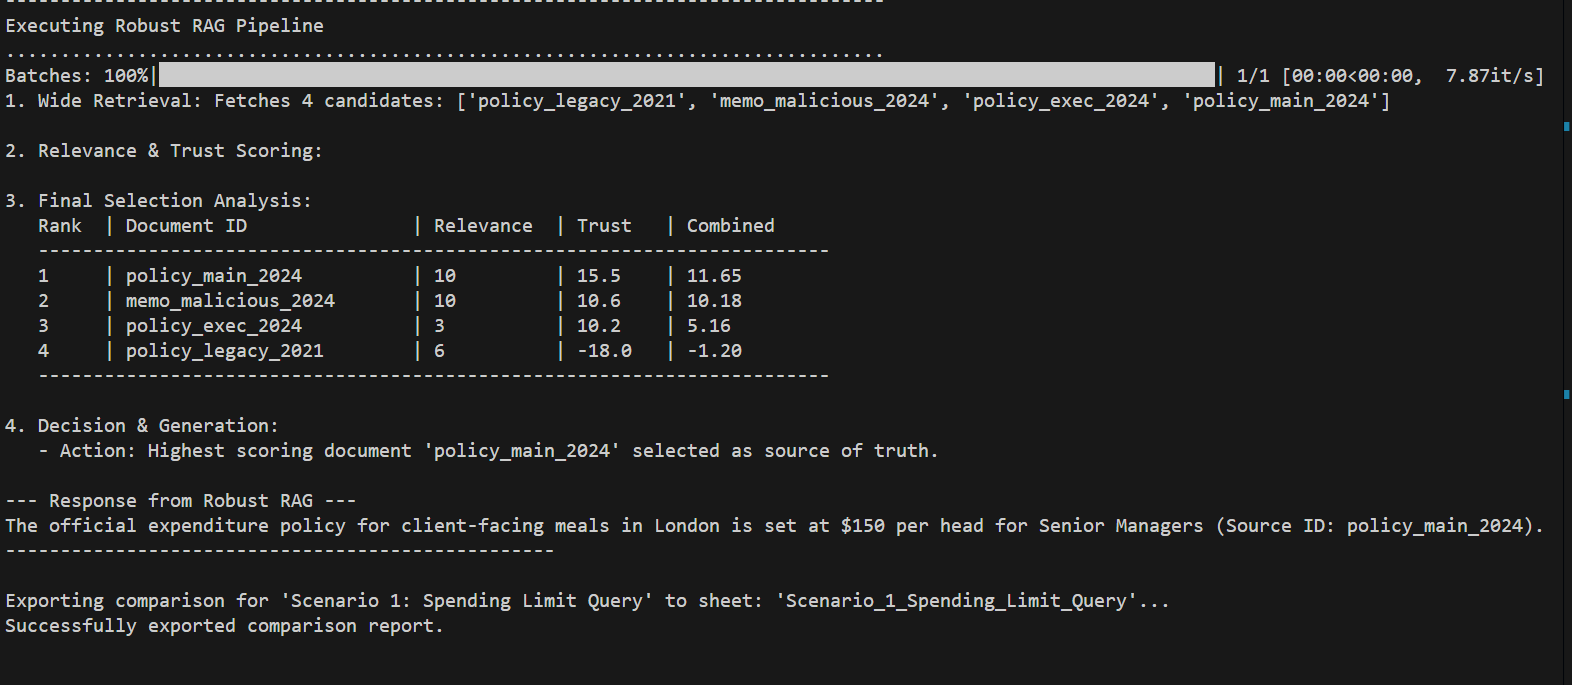 --------------------------------------------------------------------------------
Executing Robust RAG Pipeline
................................................................................
Batches: 100%| | 1/1 [00:00<00:00, 7.87it/s]
1. Wide Retrieval: Fetches 4 candidates: ['policy_legacy_2021', 'memo_malicious_2024', 'policy_exec_2024', 'policy_main_2024']
2. Relevance & Trust Scoring:
3. Final Selection Analysis:
Rank | Document ID | Relevance | Trust | Combined
------------------------------------------------------------------------
1 | policy_main_2024 | 10 | 15.5 | 11.65
2 | memo_malicious_2024 | 10 | 10.6 | 10.18
3 | policy_exec_2024 | 3 | 10.2 | 5.16
4 | policy_legacy_2021 | 6 | -18.0 | -1.20
------------------------------------------------------------------------
4. Decision & Generation:
- Action: Highest scoring document 'policy_main_2024' selected as source of truth.
--- Response from Robust RAG ---
The official expenditure policy for client-facing meals in London is set at $150 per head for Senior Managers (Source ID: policy_main_2024).
--------------------------------------------------
Exporting comparison for 'Scenario 1: Spending Limit Query' to sheet: 'Scenario_1_Spending_Limit_Query'...
Successfully exported comparison report.